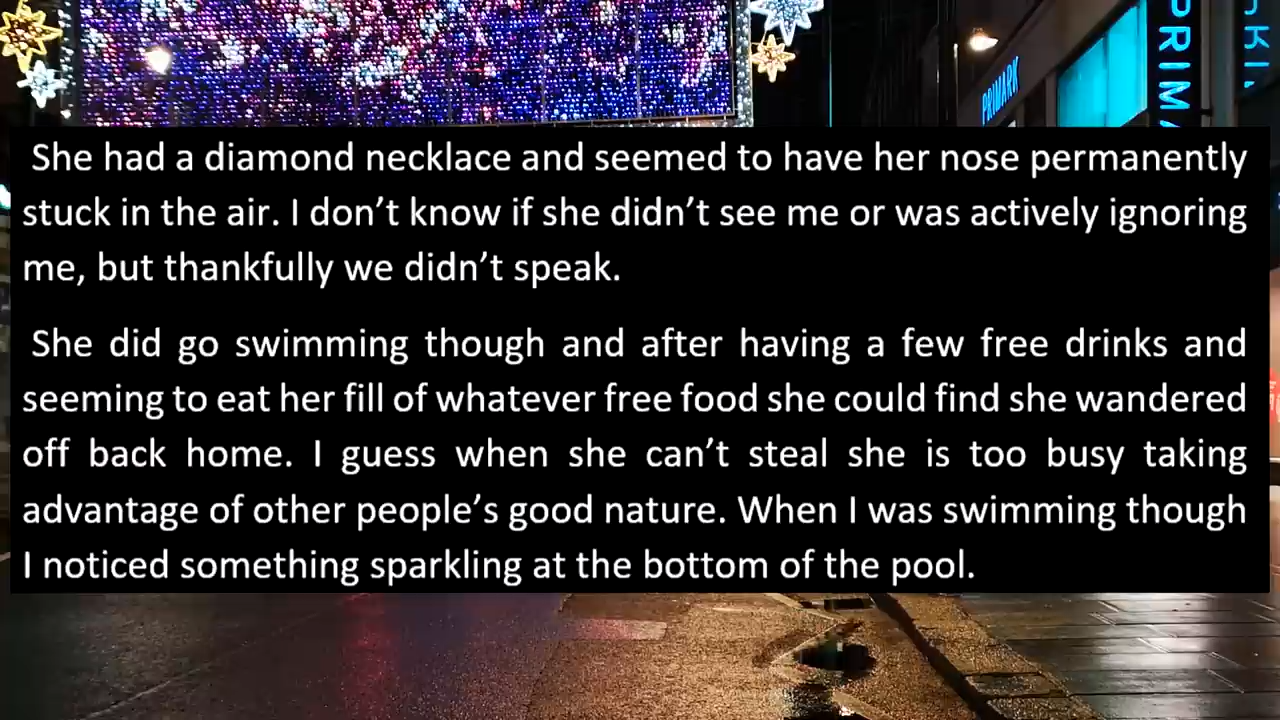 PRIMARK
PRIMA
She had a diamond necklace and seemed to have her nose permanently
stuck in the air. I don’t know if she didn’t see me or was actively ignoring
me, but thankfully we didn’t speak.
She did go swimming though and after having a few free drinks and
seeming to eat her fill of whatever free food she could find she wandered
off back home. I guess when she can’t steal she is too busy taking
advantage of other people’s good nature. When I was swimming though
I noticed something sparkling at the bottom of the pool.